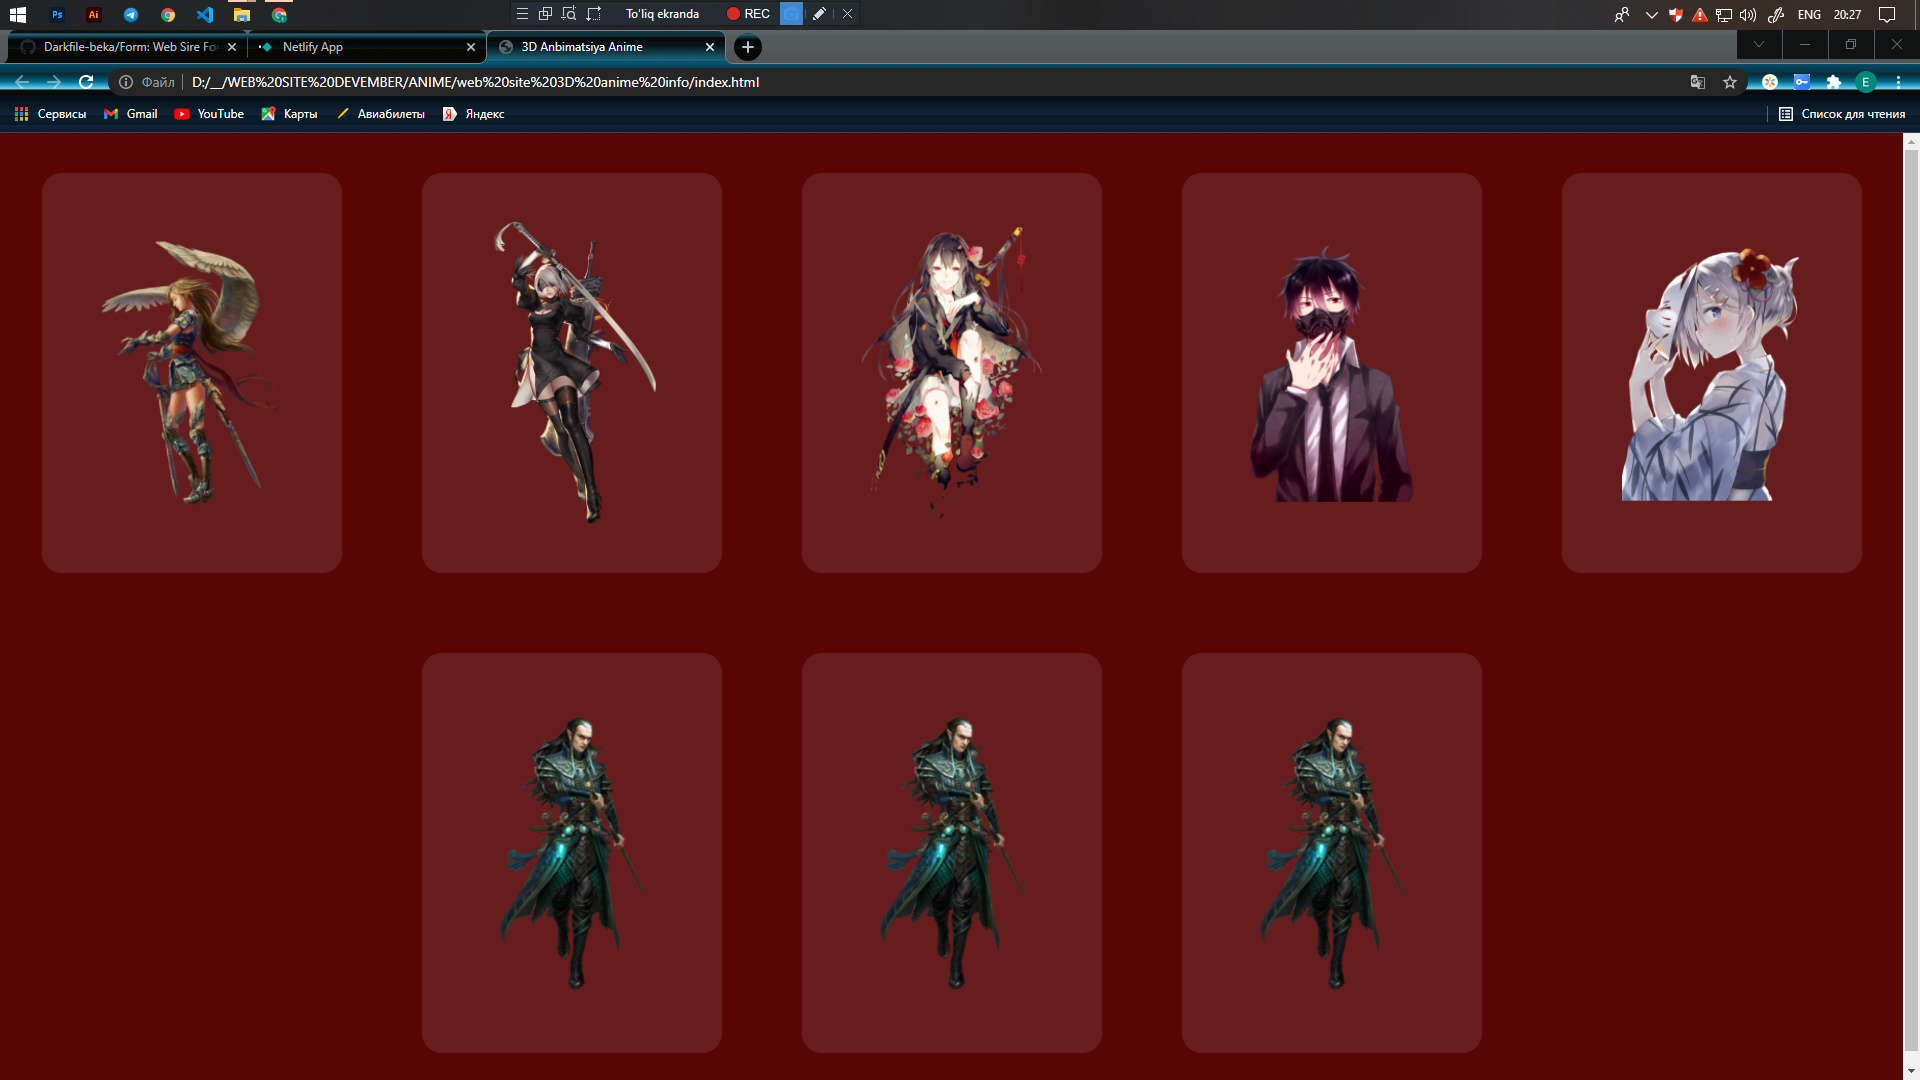 Ps
Ai
To'liq ekranda
REC
ENG
20:27
Darkfile-beka/Form: Web Sire For
Netlify App
3D Anbimatsiya Anime
Файл
D:/__/WEB%20SITE%20DEVEMBER/ANIME/web%20site%203D%20anime%20info/index.html
E
Сервисы
Gmail
YouTube
Карты
Авиабилеты
Я
Яндекс
Список для чтения